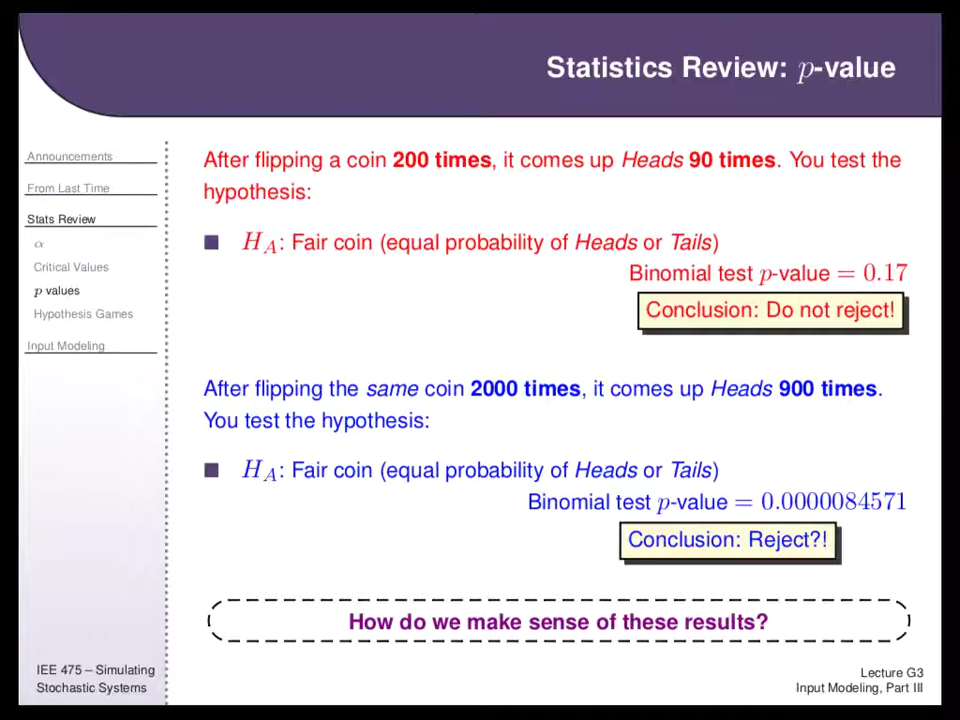 Statistics Review: p-value
Announcements
From Last Time
Stats Review
α
Critical Values
p values
Hypothesis Games
Input Modeling
After flipping a coin 200 times, it comes up Heads 90 times. You test the
hypothesis:
H_A: Fair coin (equal probability of Heads or Tails)
Binomial test p-value = 0.17
Conclusion: Do not reject!
After flipping the same coin 2000 times, it comes up Heads 900 times.
You test the hypothesis:
H_A: Fair coin (equal probability of Heads or Tails)
Binomial test p-value = 0.0000084571
Conclusion: Reject?!
How do we make sense of these results?
IEE 475 – Simulating
Stochastic Systems
Lecture G3
Input Modeling, Part III